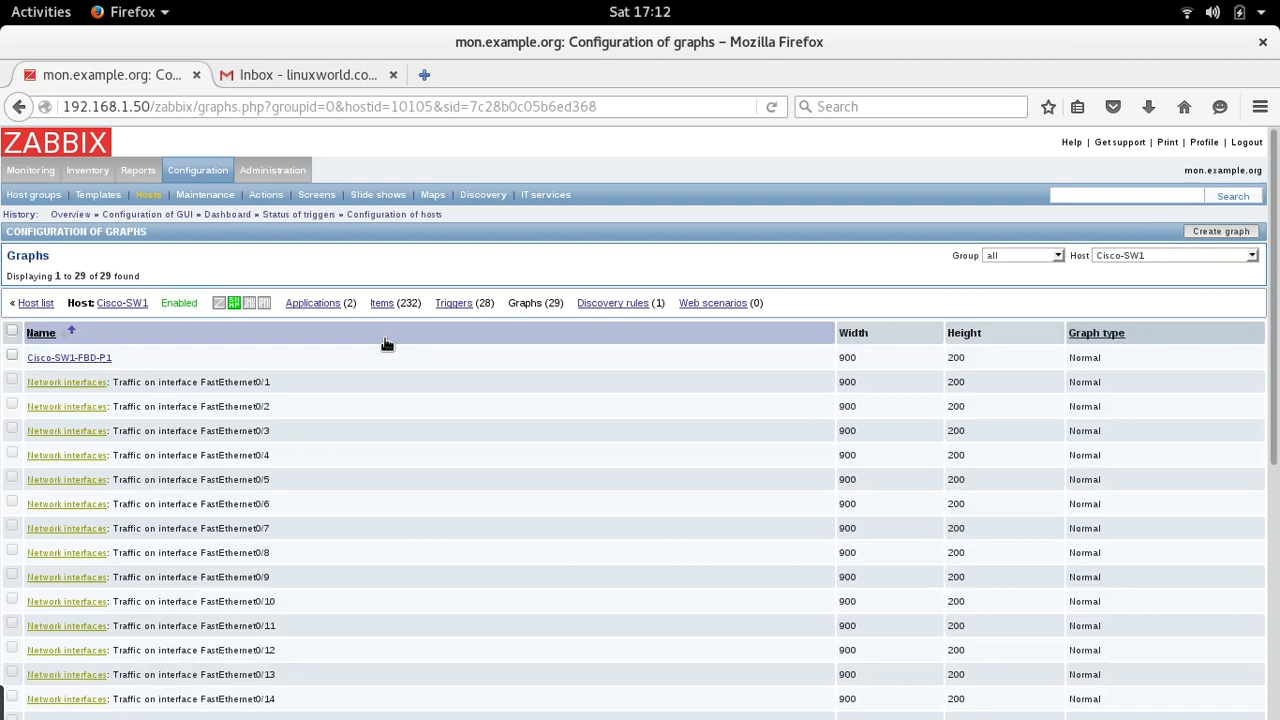 Activities Firefox Sat 17:12
mon.example.org: Configuration of graphs – Mozilla Firefox
mon.example.org: Co... Inbox - linuxworld.co...
192.168.1.50/zabbix/graphs.php?groupid=0&hostid=10105&sid=7c28b0c05b6ed368 Search
ZABBIX Help | Get support | Print | Profile | Logout
Monitoring Inventory Reports Configuration Administration mon.example.org
Host groups | Templates | Hosts | Maintenance | Actions | Screens | Slide shows | Maps | Discovery | IT services Search
History: Overview » Configuration of GUI » Dashboard » Status of triggers » Configuration of hosts
CONFIGURATION OF GRAPHS Create graph
Graphs Group all Host Cisco-SW1
Displaying 1 to 29 of 29 found
« Host list Host: Cisco-SW1 Enabled Applications (2) Items (232) Triggers (28) Graphs (29) Discovery rules (1) Web scenarios (0)
Name Width Height Graph type
Cisco-SW1-FBD-P1 900 200 Normal
Network interfaces: Traffic on interface FastEthernet0/1 900 200 Normal
Network interfaces: Traffic on interface FastEthernet0/2 900 200 Normal
Network interfaces: Traffic on interface FastEthernet0/3 900 200 Normal
Network interfaces: Traffic on interface FastEthernet0/4 900 200 Normal
Network interfaces: Traffic on interface FastEthernet0/5 900 200 Normal
Network interfaces: Traffic on interface FastEthernet0/6 900 200 Normal
Network interfaces: Traffic on interface FastEthernet0/7 900 200 Normal
Network interfaces: Traffic on interface FastEthernet0/8 900 200 Normal
Network interfaces: Traffic on interface FastEthernet0/9 900 200 Normal
Network interfaces: Traffic on interface FastEthernet0/10 900 200 Normal
Network interfaces: Traffic on interface FastEthernet0/11 900 200 Normal
Network interfaces: Traffic on interface FastEthernet0/12 900 200 Normal
Network interfaces: Traffic on interface FastEthernet0/13 900 200 Normal
Network interfaces: Traffic on interface FastEthernet0/14 900 200 Normal